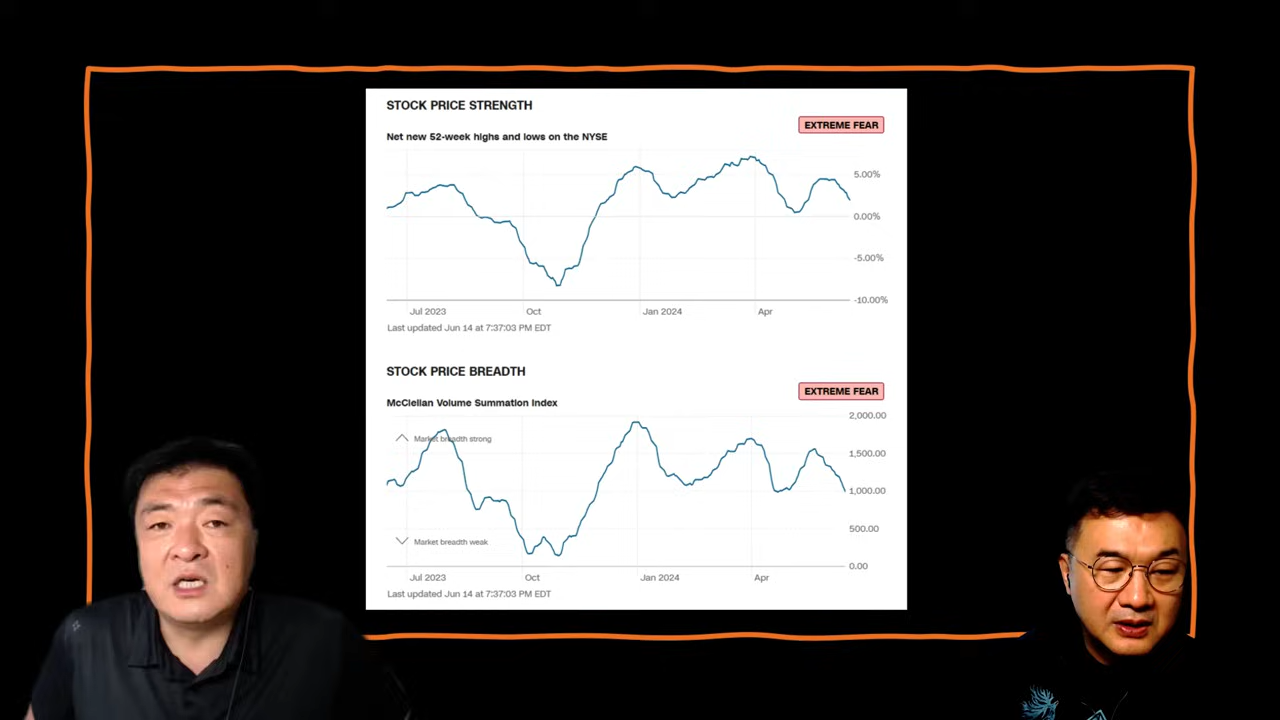 STOCK PRICE STRENGTH
EXTREME FEAR
Net new 52-week highs and lows on the NYSE
5.00%
0.00%
-5.00%
-10.00%
Jul 2023 Oct Jan 2024 Apr
Last updated Jun 14 at 7:37:03 PM EDT
STOCK PRICE BREADTH
EXTREME FEAR
McClellan Volume Summation Index
2,000.00
Market breadth strong
1,500.00
1,000.00
500.00
Market breadth weak
0.00
Jul 2023 Oct Jan 2024 Apr
Last updated Jun 14 at 7:37:03 PM EDT